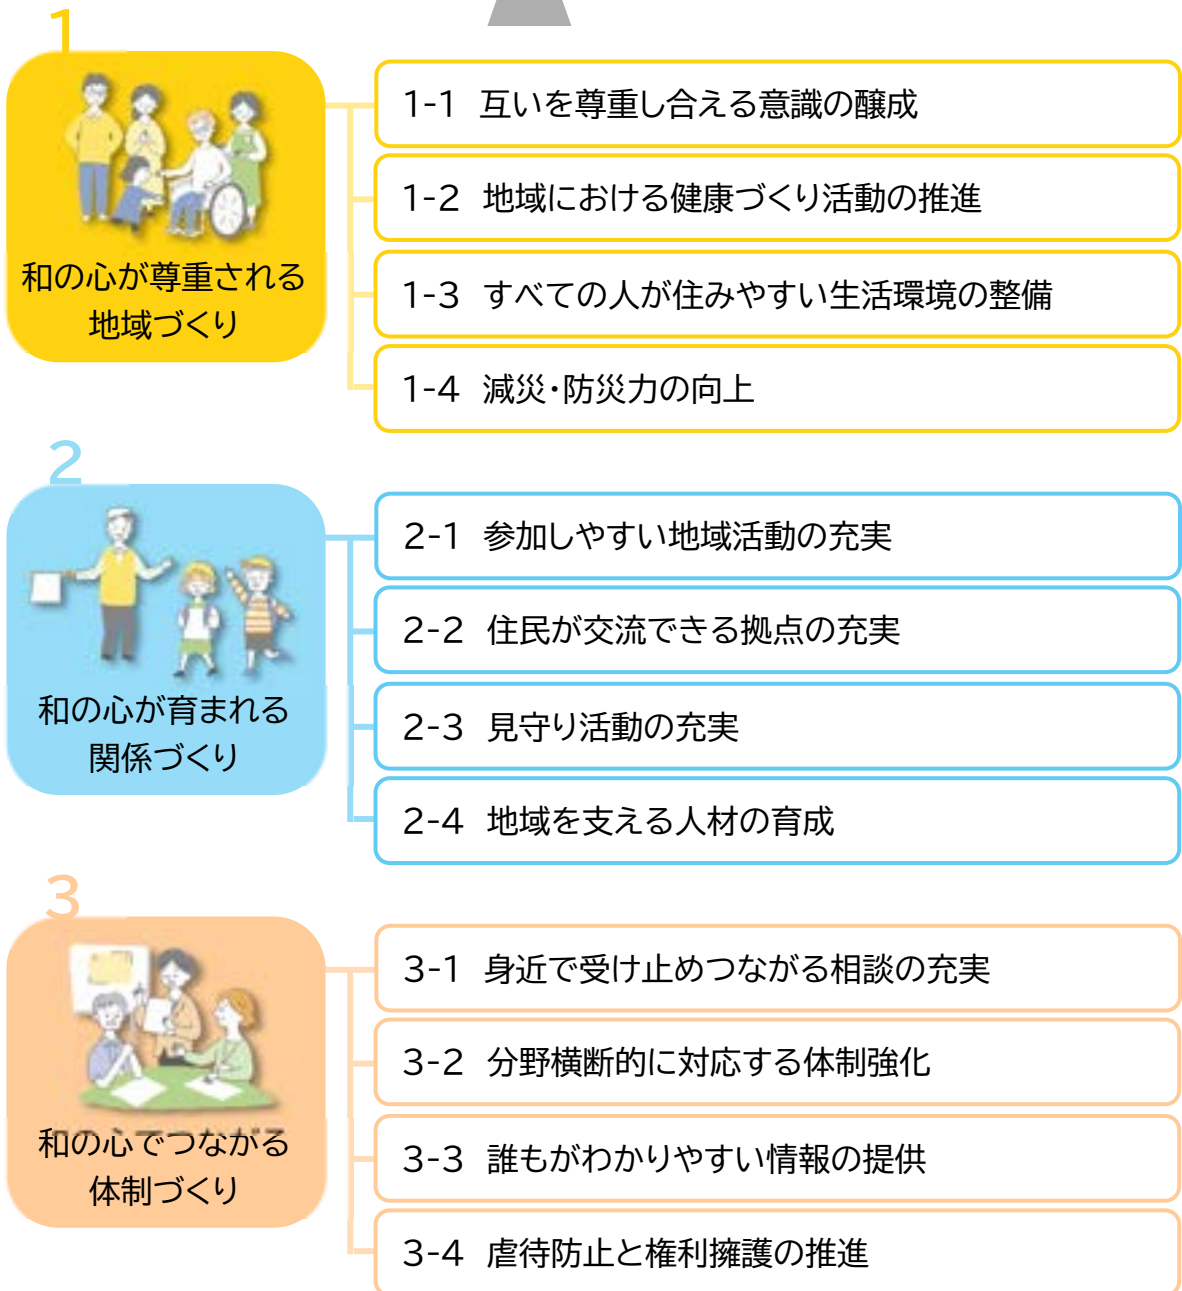 1
和の心が尊重される
地域づくり
1-1 互いを尊重し合える意識の醸成
1-2 地域における健康づくり活動の推進
1-3 すべての人が住みやすい生活環境の整備
1-4 減災・防災力の向上
2
和の心が育まれる
関係づくり
2-1 参加しやすい地域活動の充実
2-2 住民が交流できる拠点の充実
2-3 見守り活動の充実
2-4 地域を支える人材の育成
3
和の心でつながる
体制づくり
3-1 身近で受け止めつながる相談の充実
3-2 分野横断的に対応する体制強化
3-3 誰もがわかりやすい情報の提供
3-4 虐待防止と権利擁護の推進